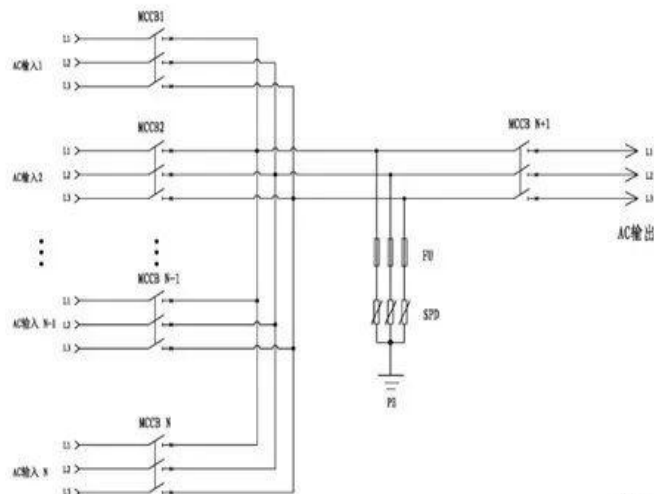 MCCB1
L1
AC输入1
L2
L3
MCCB2
L1
AC输入2
L2
L3
MCCB N+1
L1
L2
L3
AC输出
MCCB N-1
L1
AC输入 N-1
L2
L3
FU
SPD
MCCB N
L1
AC输入 N
L2
L3